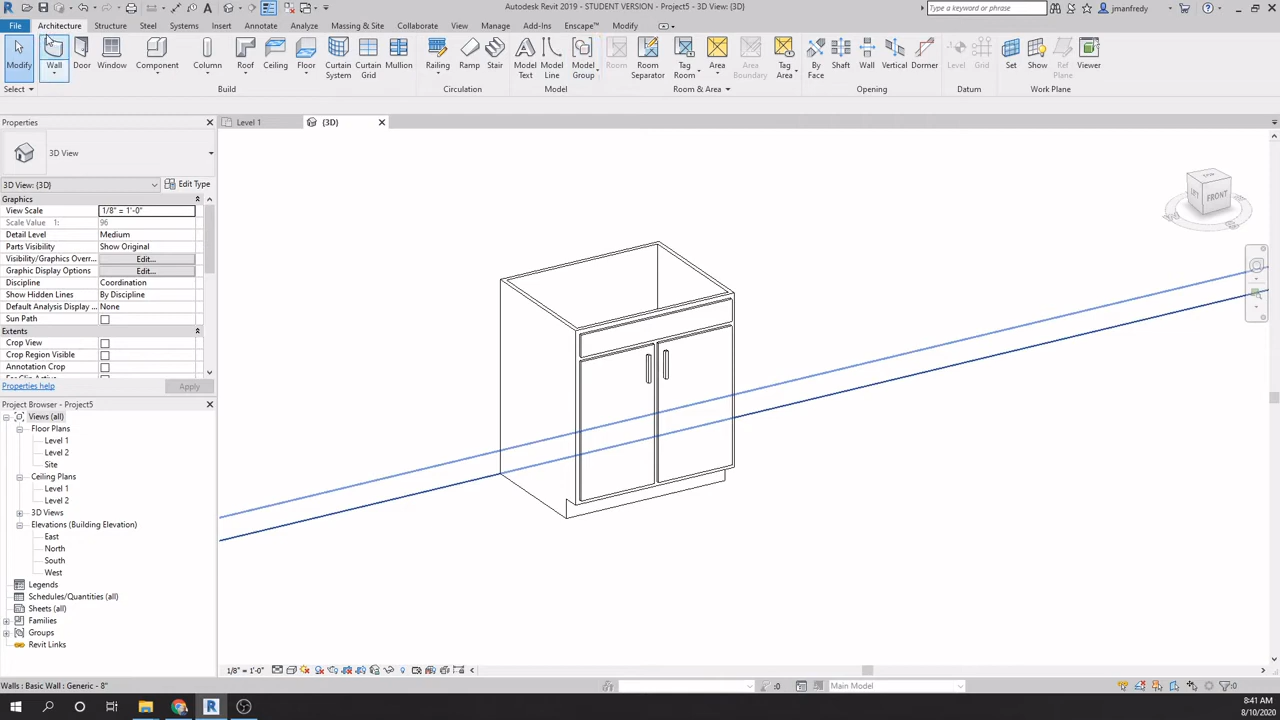 Autodesk Revit 2019 - STUDENT VERSION - Project5 - 3D View: {3D}
Type a keyword or phrase
jmanfredy
File Architecture Structure Steel Systems Insert Annotate Analyze Massing & Site Collaborate View Manage Add-Ins Enscape™ Modify
Modify Wall Door Window Component Column Roof Ceiling Floor Curtain System Curtain Grid Mullion Railing Ramp Stair Model Text Model Line Model Group Room Room Separator Tag Room Area Area Boundary Tag Area By Face Shaft Wall Vertical Dormer Level Grid Set Show Ref Plane Viewer
Select Build Circulation Model Room & Area Opening Datum Work Plane
Properties
Level 1
{3D}
3D View
3D View: {3D}
Edit Type
Graphics
View Scale 1/8" = 1'-0"
Scale Value 1: 96
Detail Level Medium
Parts Visibility Show Original
Visibility/Graphics Overr... Edit...
Graphic Display Options Edit...
Discipline Coordination
Show Hidden Lines By Discipline
Default Analysis Display ... None
Sun Path
Extents
Crop View
Crop Region Visible
Annotation Crop
Properties help
Apply
Project Browser - Project5
Views (all)
Floor Plans
Level 1
Level 2
Site
Ceiling Plans
Level 1
Level 2
3D Views
Elevations (Building Elevation)
East
North
South
West
Legends
Schedules/Quantities (all)
Sheets (all)
Families
Groups
Revit Links
FRONT
1/8" = 1'-0"
Walls : Basic Wall : Generic - 8"
:0
Main Model
:0
8:41 AM
8/10/2020